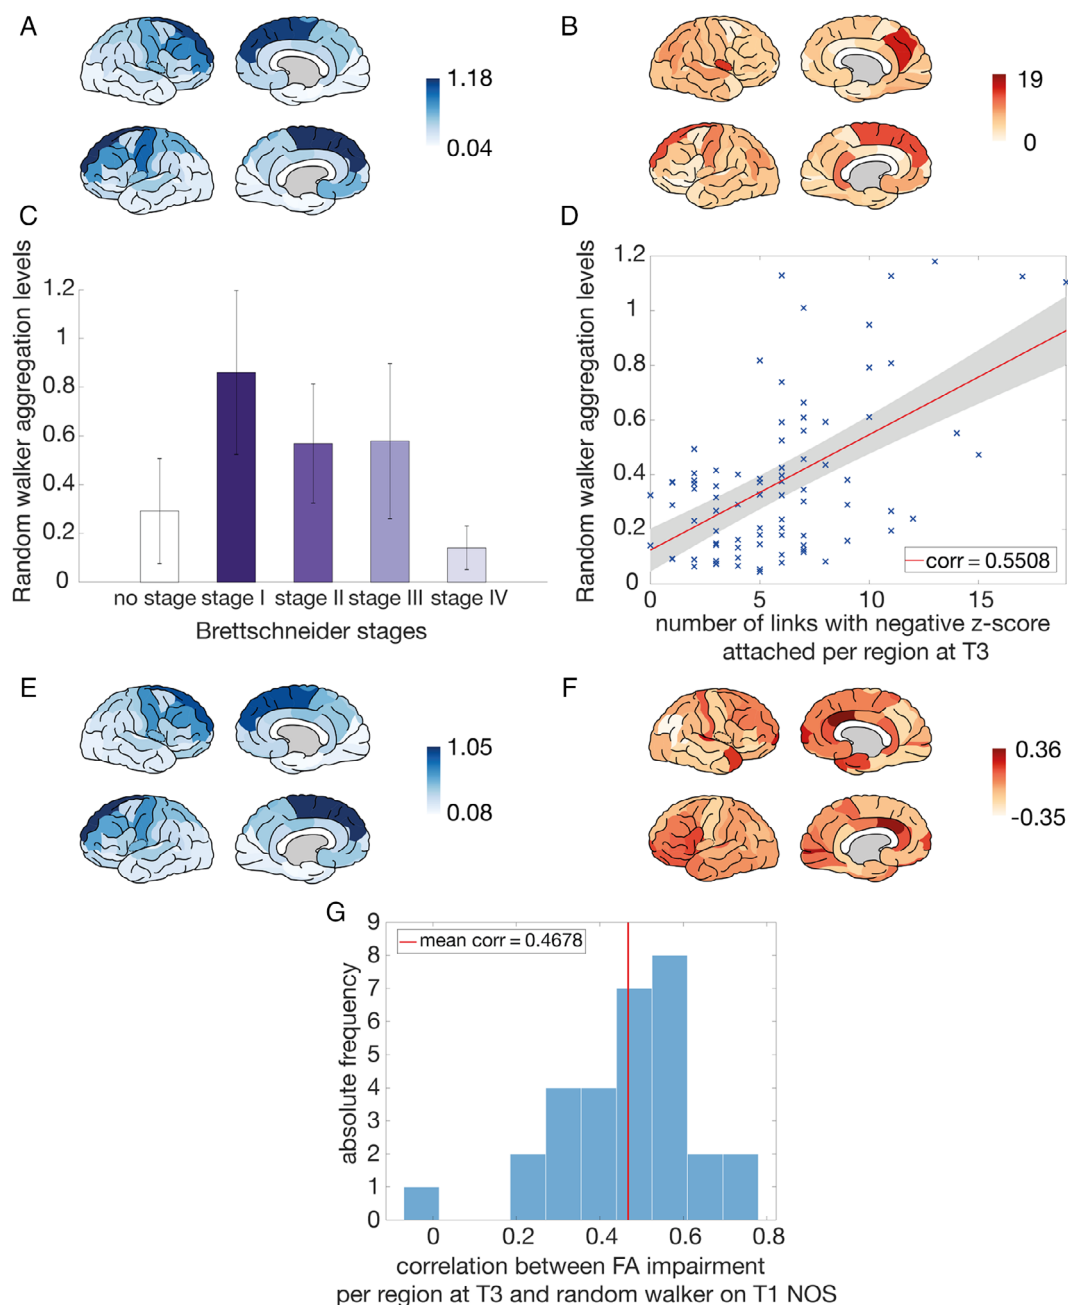 A
1.18
0.04
B
19
0
C
Random walker aggregation levels
1.2
1
0.8
0.6
0.4
0.2
0
no stage stage I stage II stage III stage IV
Brettschneider stages
D
Random walker aggregation levels
1.2
1
0.8
0.6
0.4
0.2
0
corr = 0.5508
0 5 10 15
number of links with negative z-score
attached per region at T3
E
1.05
0.08
F
0.36
-0.35
G
absolute frequency
9
8
7
6
5
4
3
2
1
0
mean corr = 0.4678
0 0.2 0.4 0.6 0.8
correlation between FA impairment
per region at T3 and random walker on T1 NOS